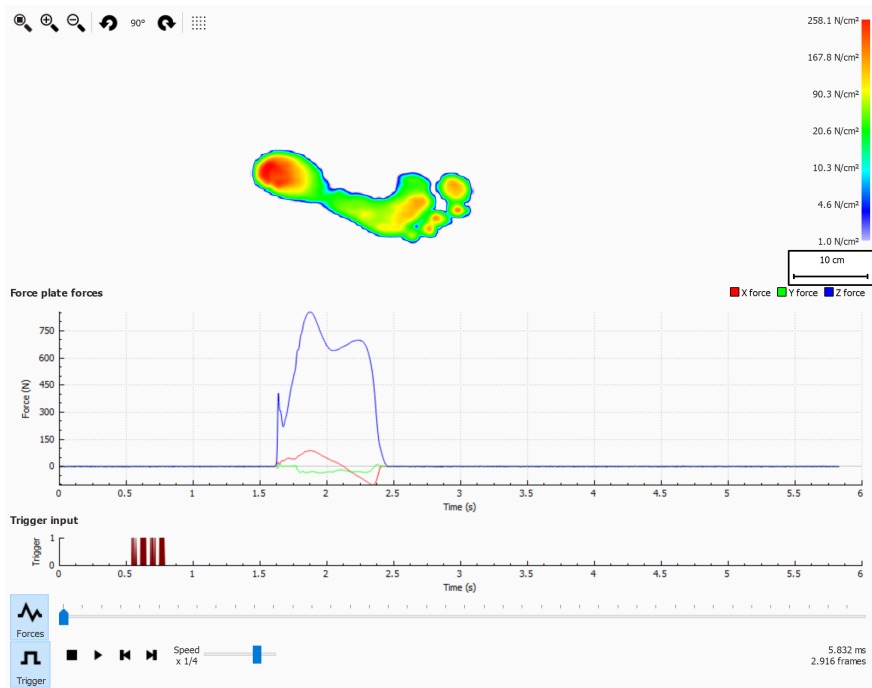 90°
258.1 N/cm²
167.8 N/cm²
90.3 N/cm²
20.6 N/cm²
10.3 N/cm²
4.6 N/cm²
1.0 N/cm²
10 cm
Force plate forces
X force Y force Z force
750
600
450
300
150
0
Force (N)
0 0.5 1 1.5 2 2.5 3 3.5 4 4.5 5 5.5 6
Time (s)
Trigger input
1
0
Trigger
0 0.5 1 1.5 2 2.5 3 3.5 4 4.5 5 5.5 6
Time (s)
Forces
Trigger
Speed
x 1/4
5.832 ms
2.916 frames